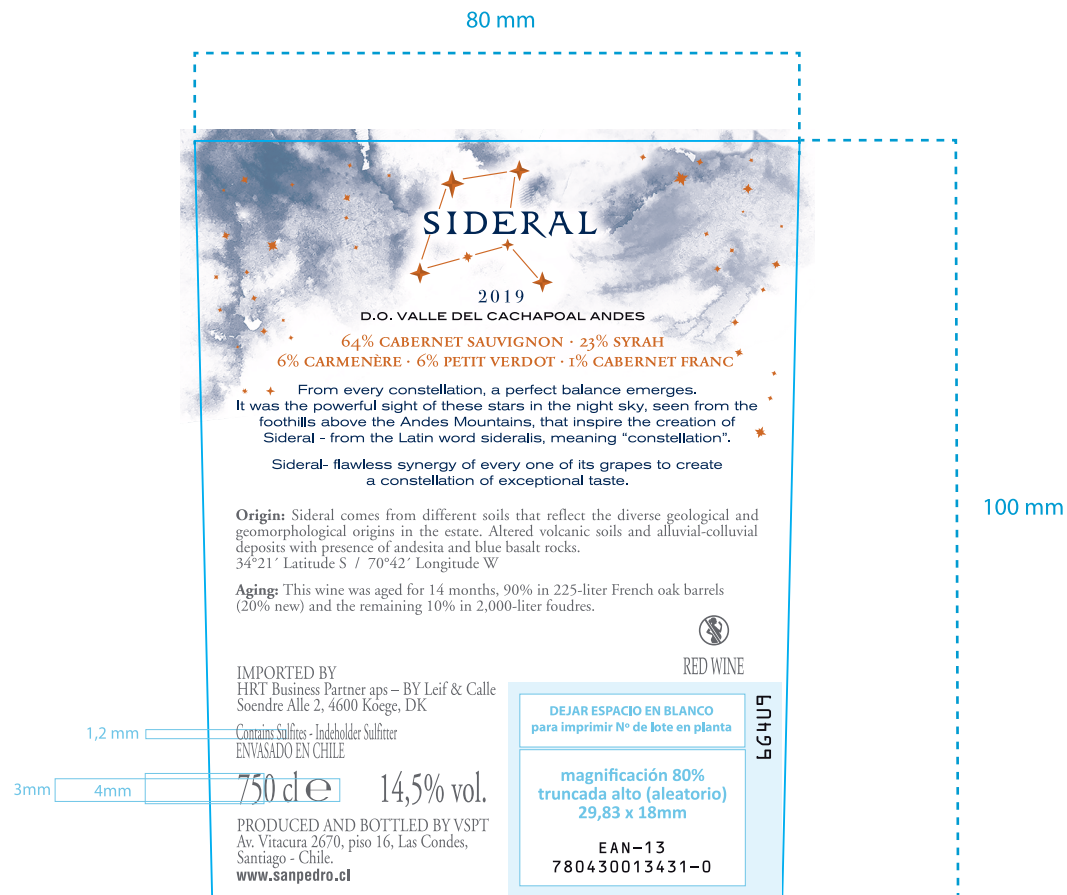 80 mm
SIDERAL
2019
D.O. VALLE DEL CACHAPOAL ANDES
64% CABERNET SAUVIGNON · 23% SYRAH
6% CARMENÈRE · 6% PETIT VERDOT · 1% CABERNET FRANC
From every constellation, a perfect balance emerges.
It was the powerful sight of these stars in the night sky, seen from the
foothills above the Andes Mountains, that inspire the creation of
Sideral - from the Latin word sideralis, meaning “constellation”.
Sideral- flawless synergy of every one of its grapes to create
a constellation of exceptional taste.
100 mm
Origin: Sideral comes from different soils that reflect the diverse geological and
geomorphological origins in the estate. Altered volcanic soils and alluvial-colluvial
deposits with presence of andesita and blue basalt rocks.
34°21´ Latitude S / 70°42´ Longitude W
Aging: This wine was aged for 14 months, 90% in 225-liter French oak barrels
(20% new) and the remaining 10% in 2,000-liter foudres.
RED WINE
IMPORTED BY
HRT Business Partner aps – BY Leif & Calle
Soendre Alle 2, 4600 Köege, DK
1,2 mm
Contains Sulfites - Indeholder Sulfitter
ENVASADO EN CHILE
3mm
4mm
750 cl e 14,5% vol.
PRODUCED AND BOTTLED BY VSPT
Av. Vitacura 2670, piso 16, Las Condes,
Santiago - Chile.
www.sanpedro.cl
DEJAR ESPACIO EN BLANCO
para imprimir Nº de lote en planta
magnificación 80%
truncada alto (aleatorio)
29,83 x 18mm
EAN-13
780430013431-0